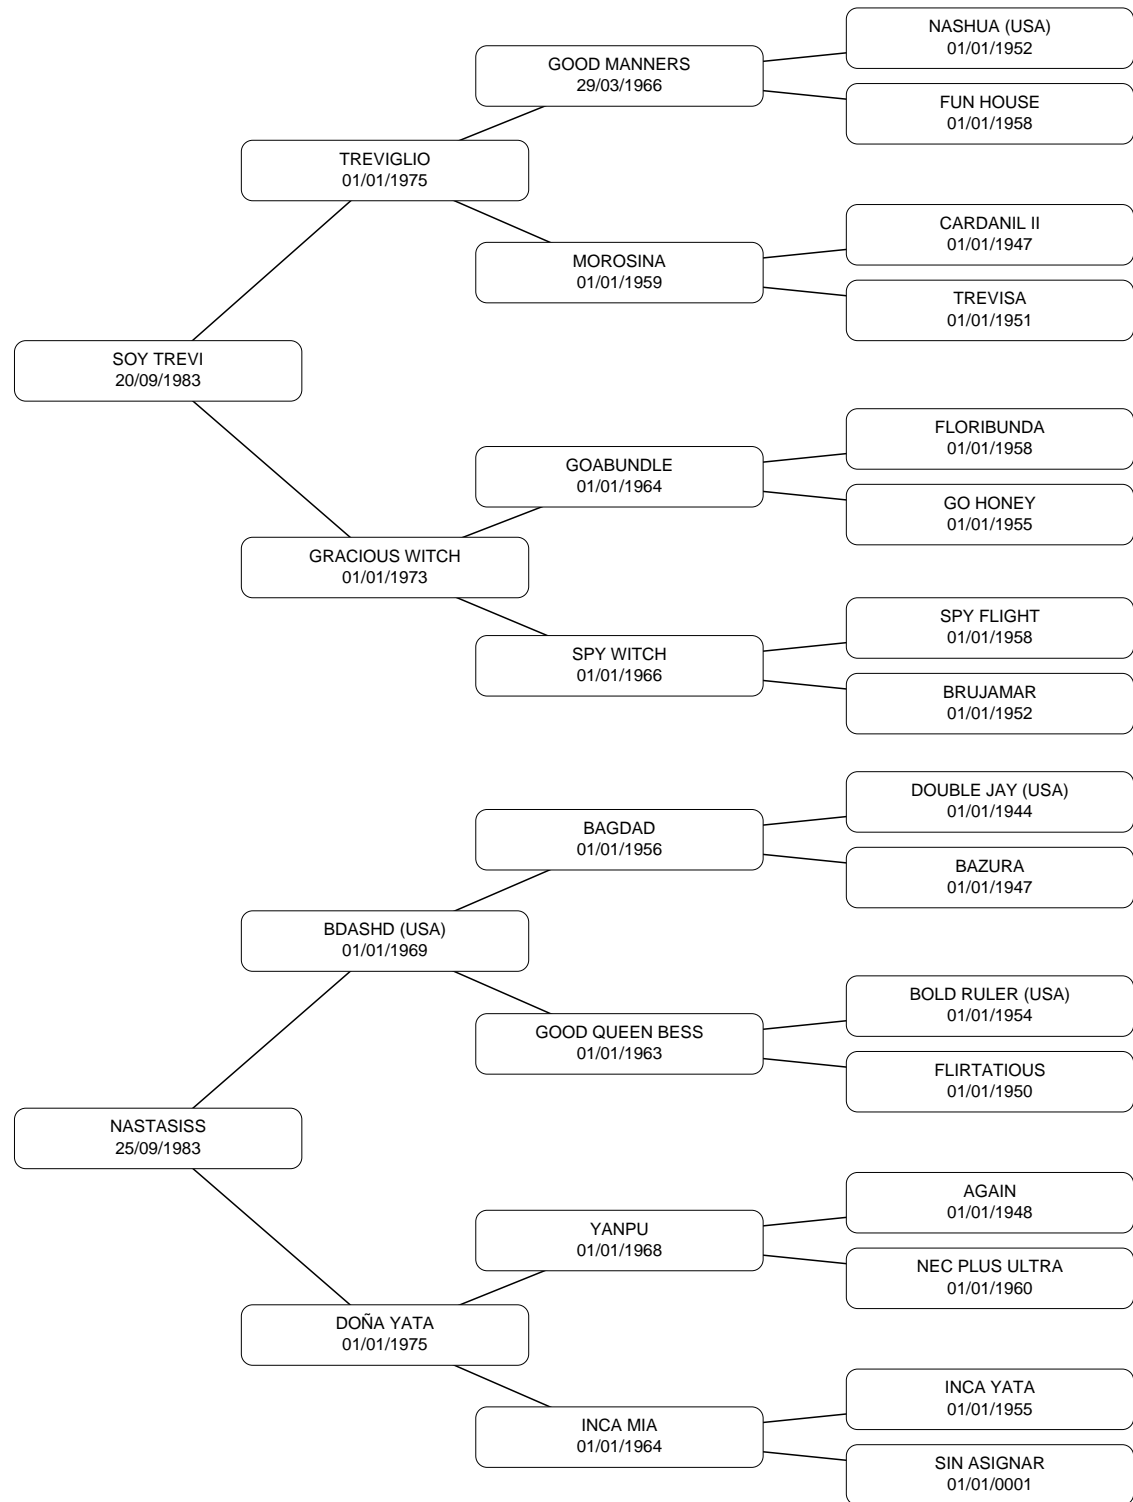 NASHUA (USA)
01/01/1952
GOOD MANNERS
29/03/1966
FUN HOUSE
01/01/1958
TREVIGLIO
01/01/1975
CARDANIL II
01/01/1947
MOROSINA
01/01/1959
TREVISA
01/01/1951
SOY TREVI
20/09/1983
FLORIBUNDA
01/01/1958
GOABUNDLE
01/01/1964
GO HONEY
01/01/1955
GRACIOUS WITCH
01/01/1973
SPY FLIGHT
01/01/1958
SPY WITCH
01/01/1966
BRUJAMAR
01/01/1952
DOUBLE JAY (USA)
01/01/1944
BAGDAD
01/01/1956
BAZURA
01/01/1947
BDASHD (USA)
01/01/1969
BOLD RULER (USA)
01/01/1954
GOOD QUEEN BESS
01/01/1963
FLIRTATIOUS
01/01/1950
NASTASISS
25/09/1983
AGAIN
01/01/1948
YANPU
01/01/1968
NEC PLUS ULTRA
01/01/1960
DOÑA YATA
01/01/1975
INCA YATA
01/01/1955
INCA MIA
01/01/1964
SIN ASIGNAR
01/01/0001